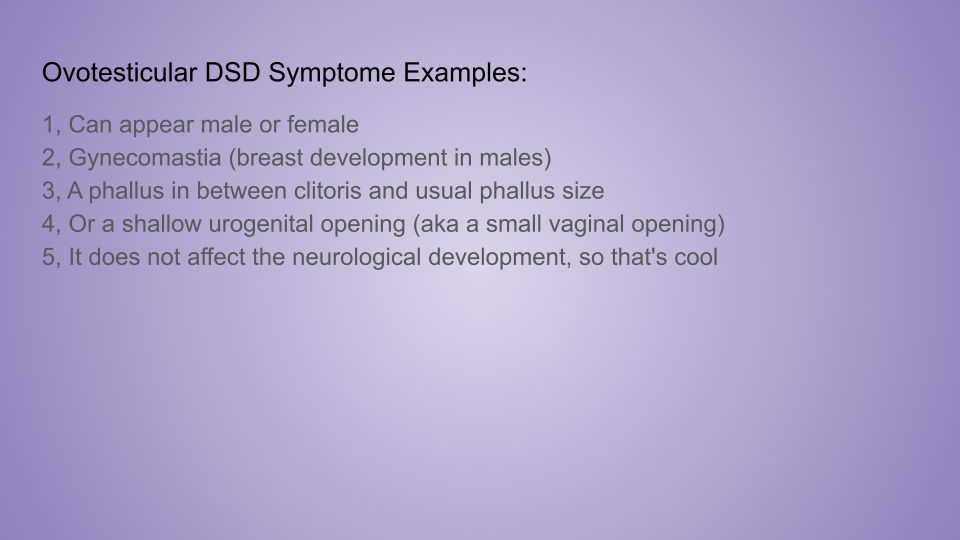 Ovotesticular DSD Symptome Examples:
1, Can appear male or female
2, Gynecomastia (breast development in males)
3, A phallus in between clitoris and usual phallus size
4, Or a shallow urogenital opening (aka a small vaginal opening)
5, It does not affect the neurological development, so that's cool